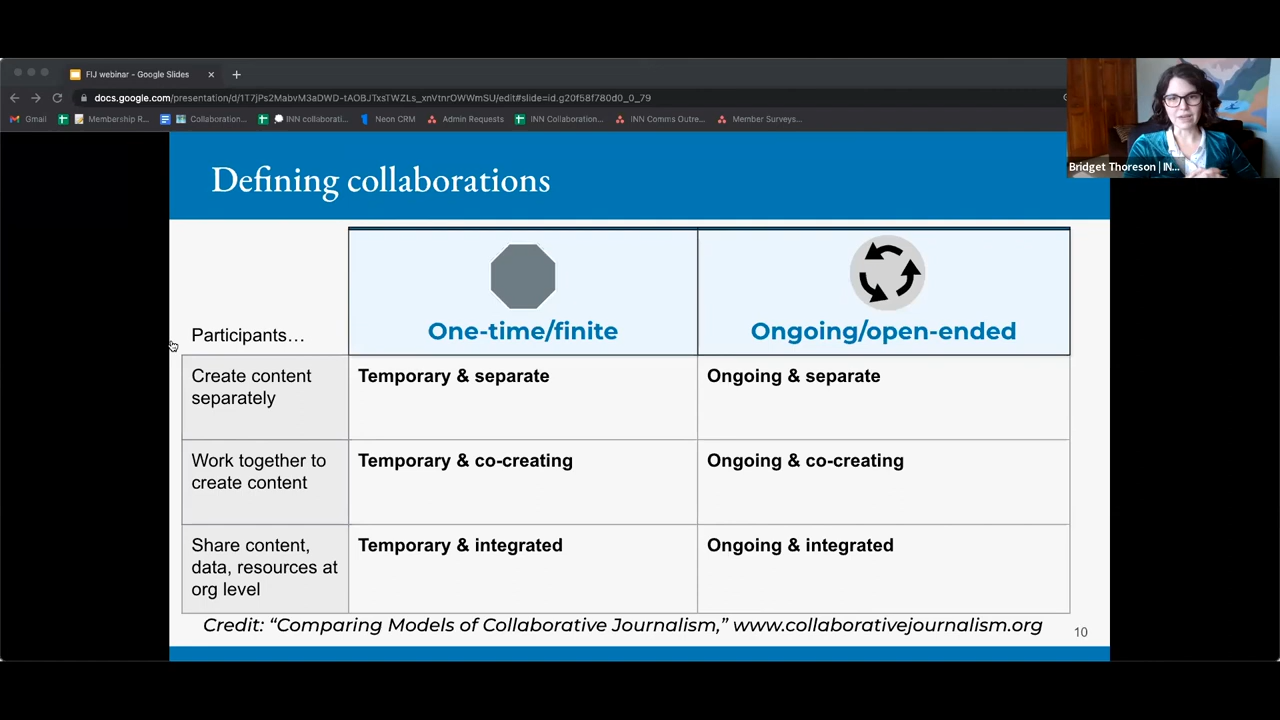 FIJ webinar - Google Slides
docs.google.com/presentation/d/1T7jPs2MabvM3aDWD-tAOBJTxsTWZLs_xnVtnrOWWmSU/edit#slide=id.g20f58f780d0_0_79
Gmail
Membership R...
Collaboration...
INN collaborati...
Neon CRM
Admin Requests
INN Collaboration...
INN Comms Outre...
Member Surveys...
Bridget Thoreson | IN...
Defining collaborations
Participants...
One-time/finite
Ongoing/open-ended
Create content
separately
Temporary & separate
Ongoing & separate
Work together to
create content
Temporary & co-creating
Ongoing & co-creating
Share content,
data, resources at
org level
Temporary & integrated
Ongoing & integrated
Credit: “Comparing Models of Collaborative Journalism,” www.collaborativejournalism.org
10